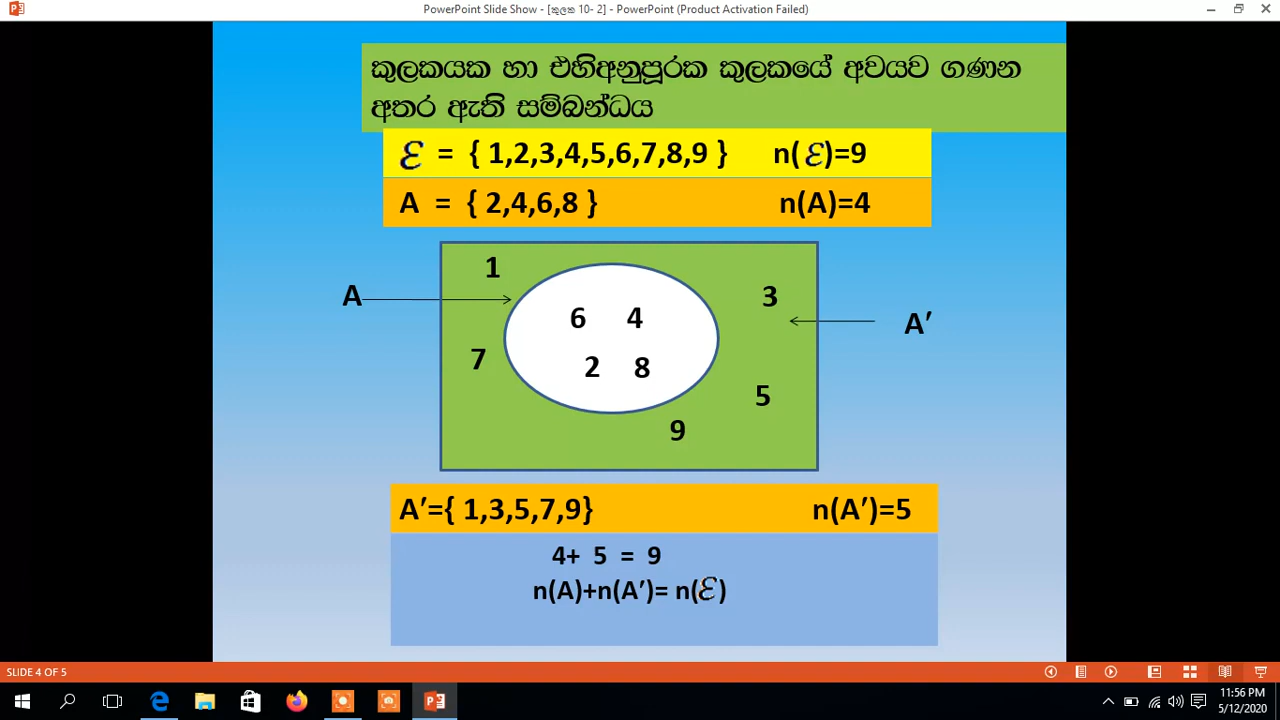 PowerPoint Slide Show - [කුලක 10- 2] - PowerPoint (Product Activation Failed)
කුලකයක හා එහිඅනුපූරක කුලකයේ අවයව ගණන
අතර ඇති සම්බන්ධය
ℰ = { 1,2,3,4,5,6,7,8,9 } n(ℰ)=9
A = { 2,4,6,8 } n(A)=4
1
3
A
6 4
A′
7
2 8
5
9
A′={ 1,3,5,7,9} n(A′)=5
4+ 5 = 9
n(A)+n(A′)= n(ℰ)
SLIDE 4 OF 5
11:56 PM
5/12/2020